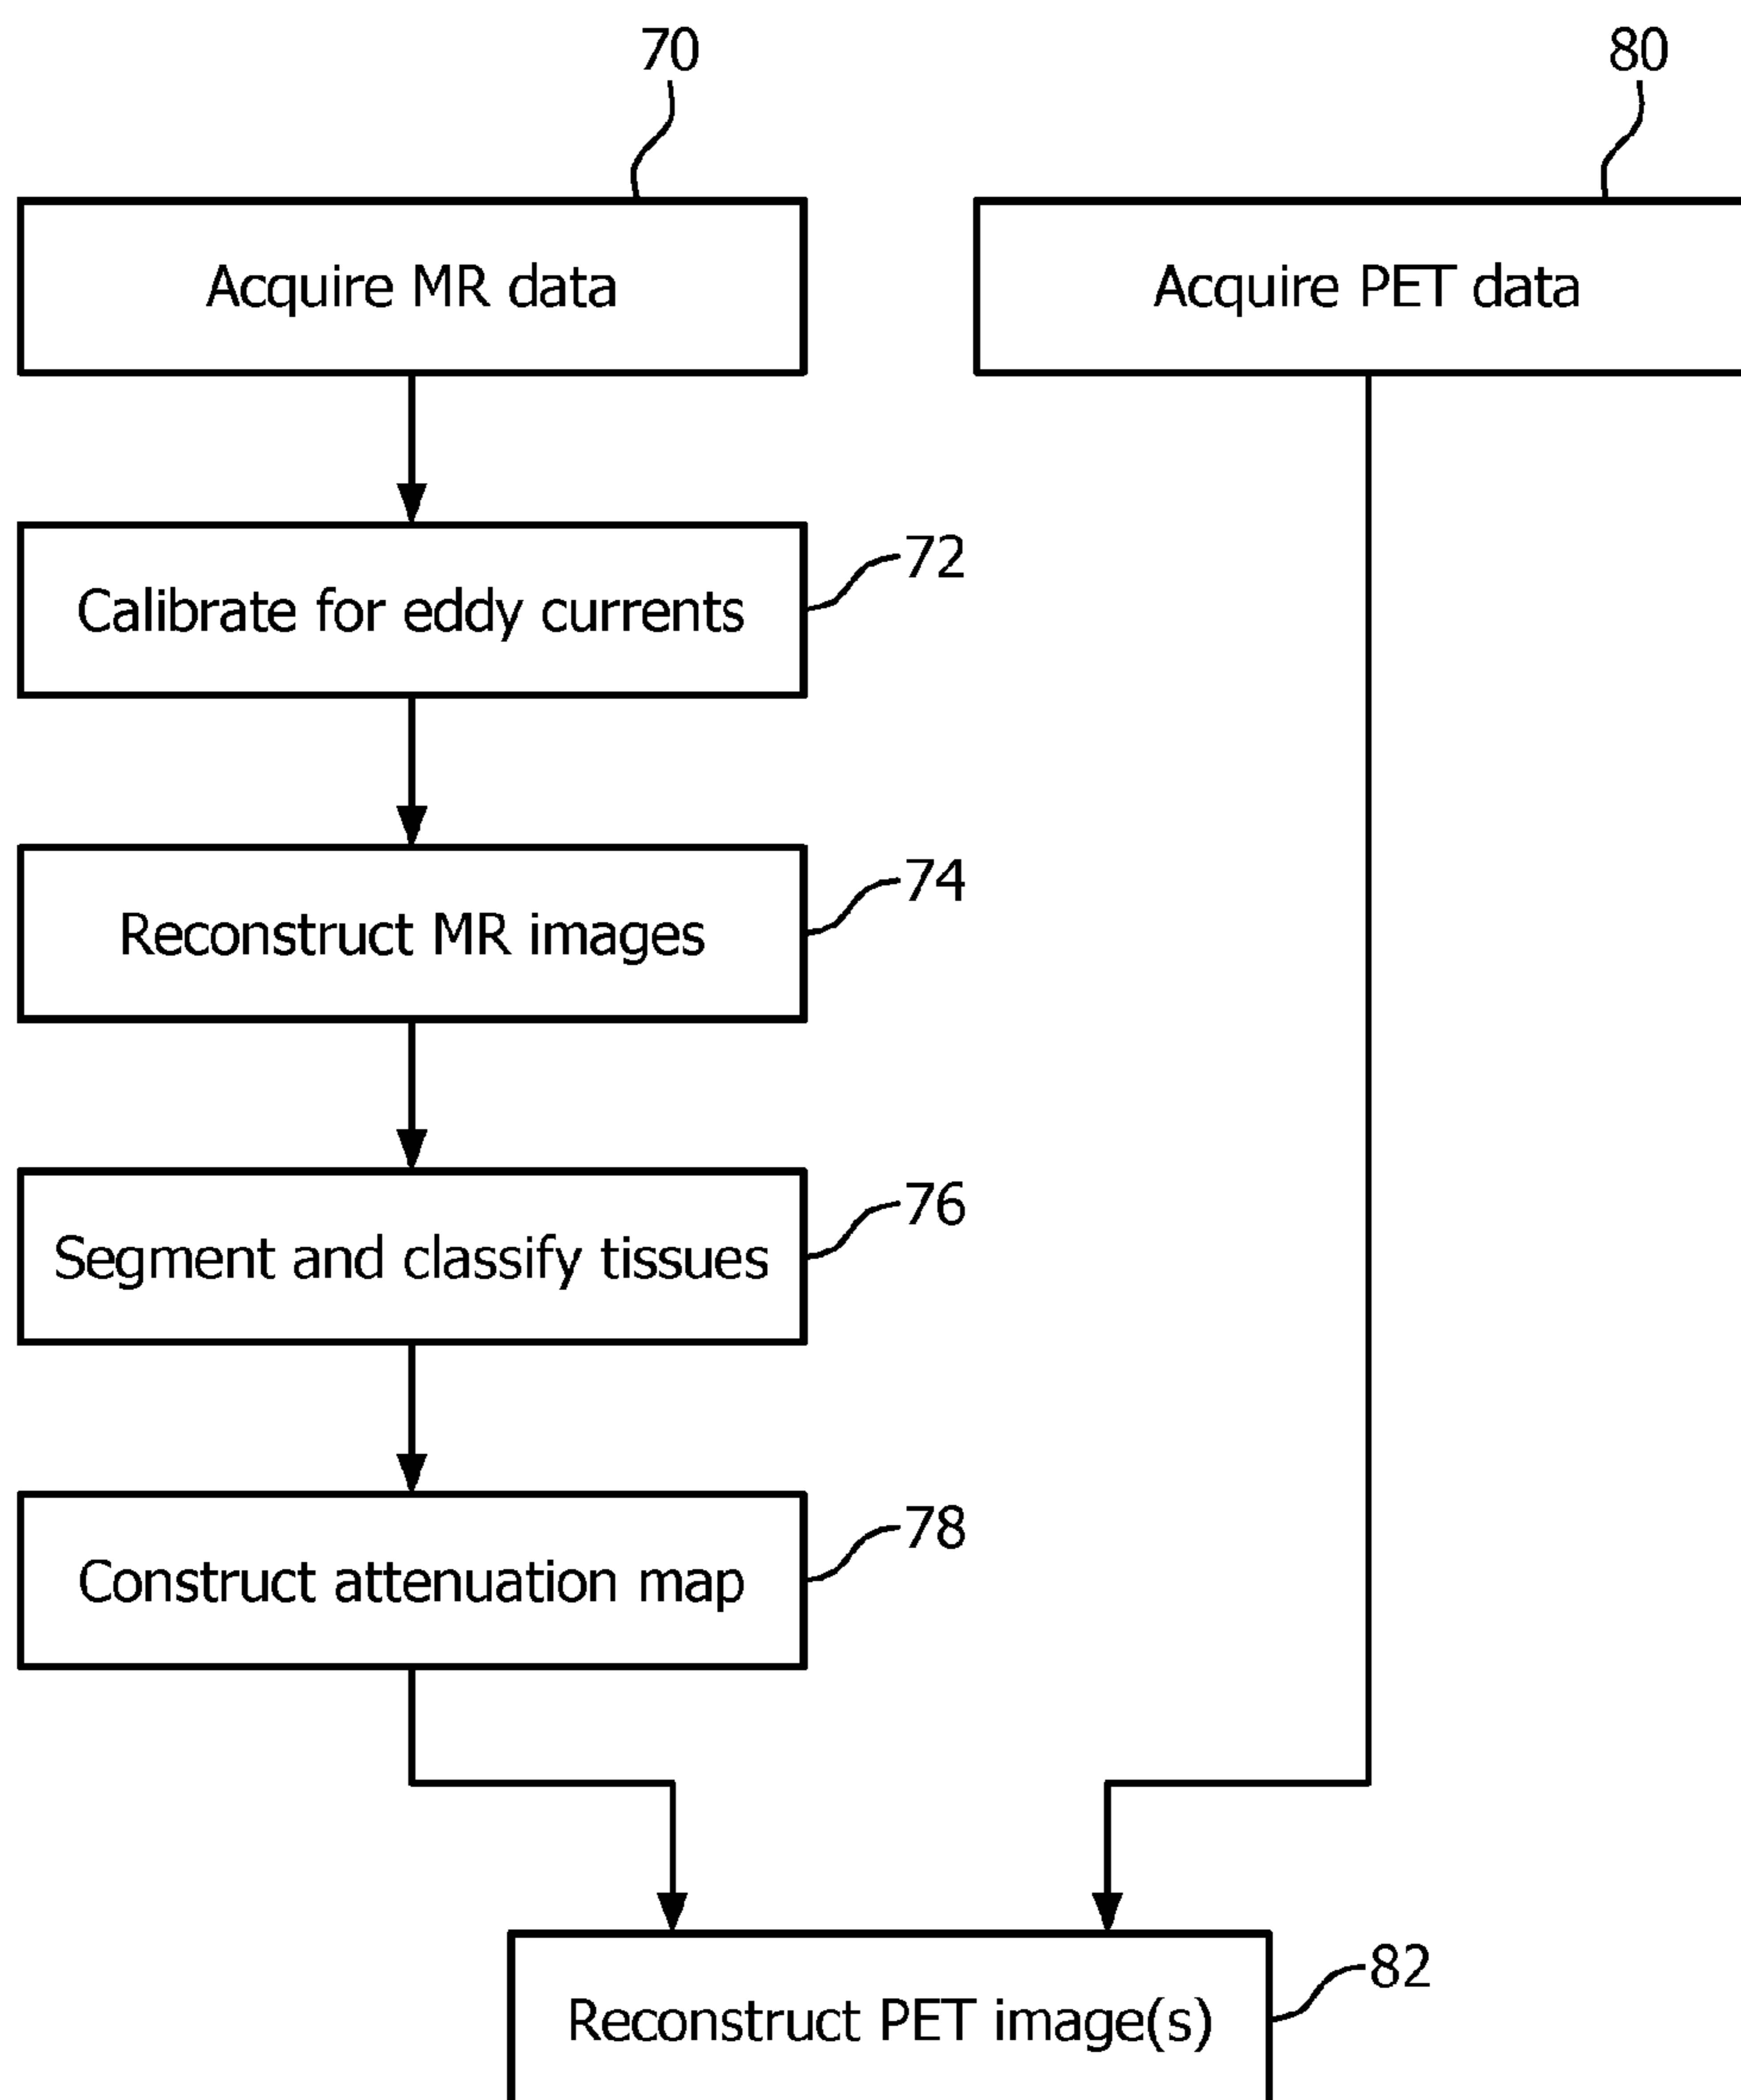 70
80
Acquire MR data
Acquire PET data
72
Calibrate for eddy currents
74
Reconstruct MR images
76
Segment and classify tissues
78
Construct attenuation map
82
Reconstruct PET image(s)